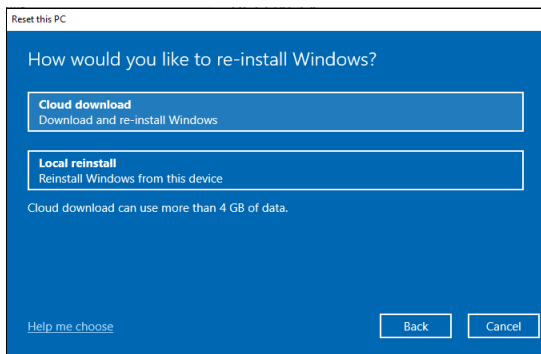 Reset this PC
How would you like to re-install Windows?
Cloud download
Download and re-install Windows
Local reinstall
Reinstall Windows from this device
Cloud download can use more than 4 GB of data.
Help me choose
Back
Cancel